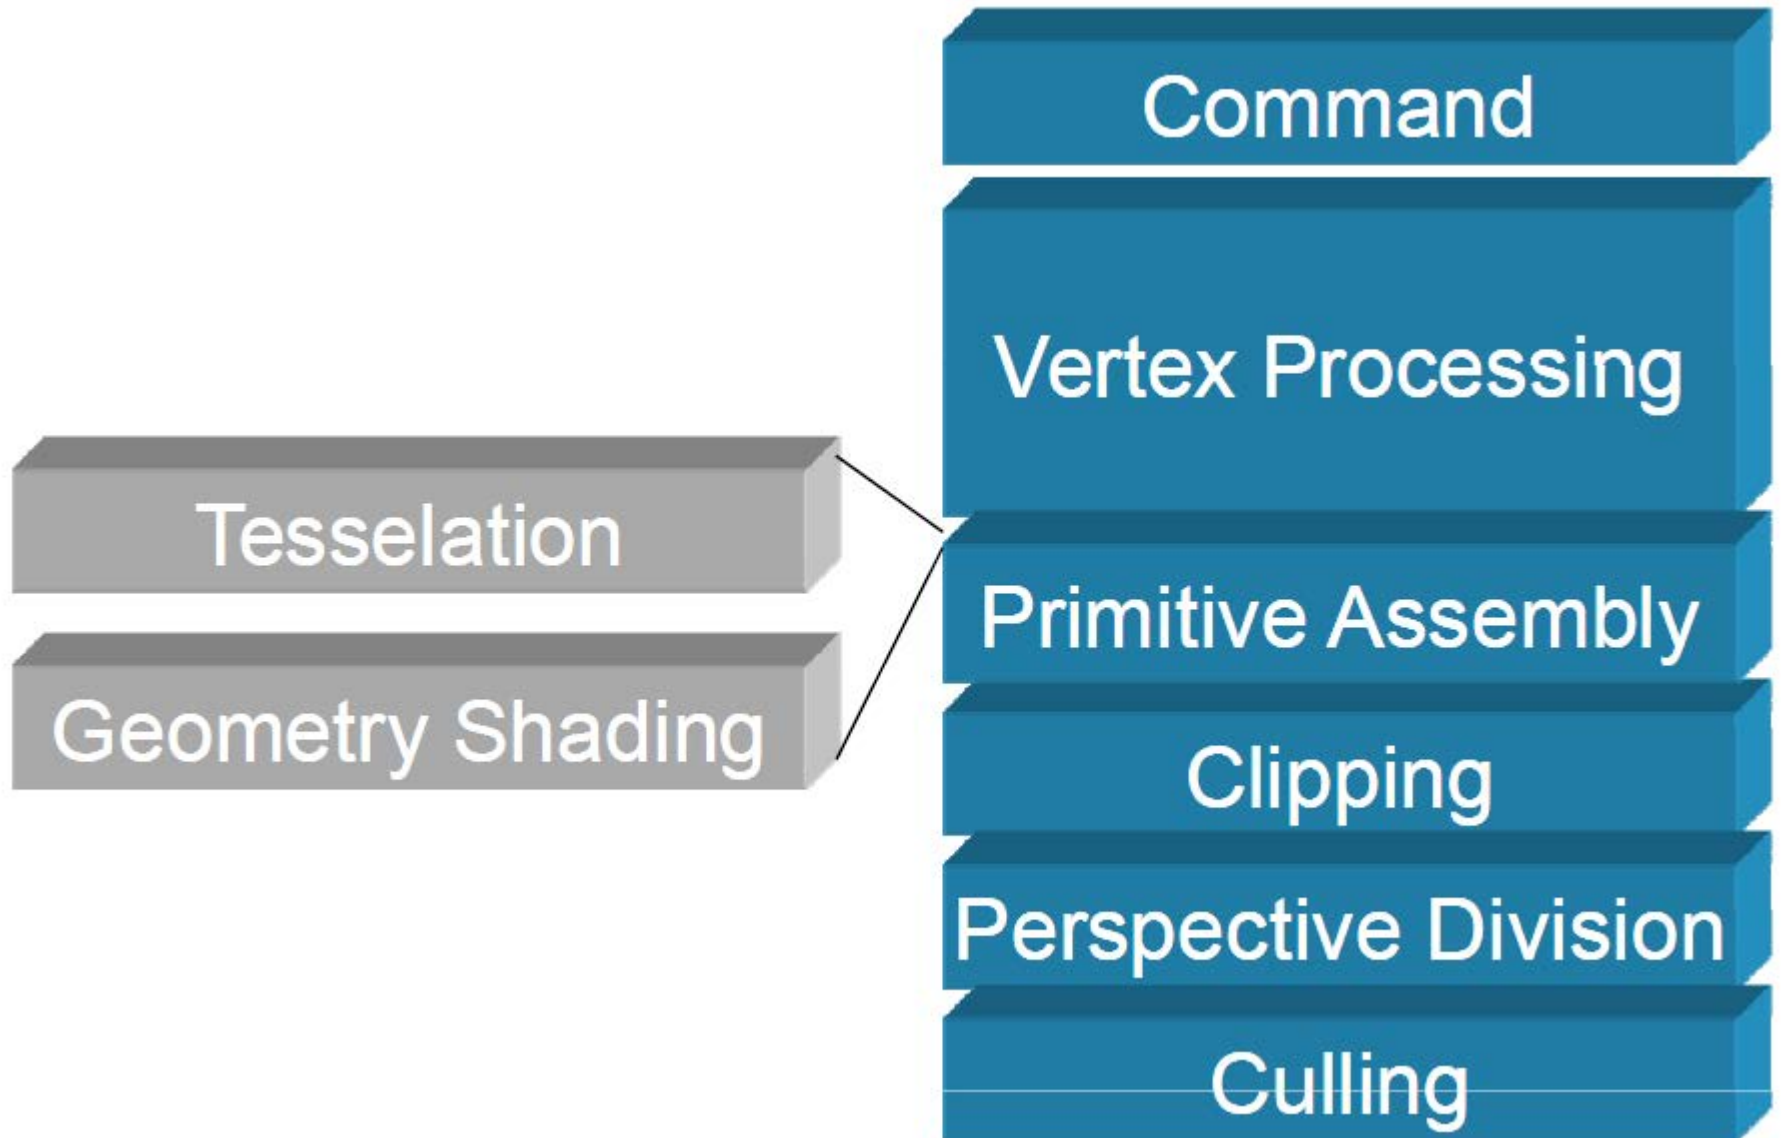 Command
Vertex Processing
Tesselation
Primitive Assembly
Geometry Shading
Clipping
Perspective Division
Culling